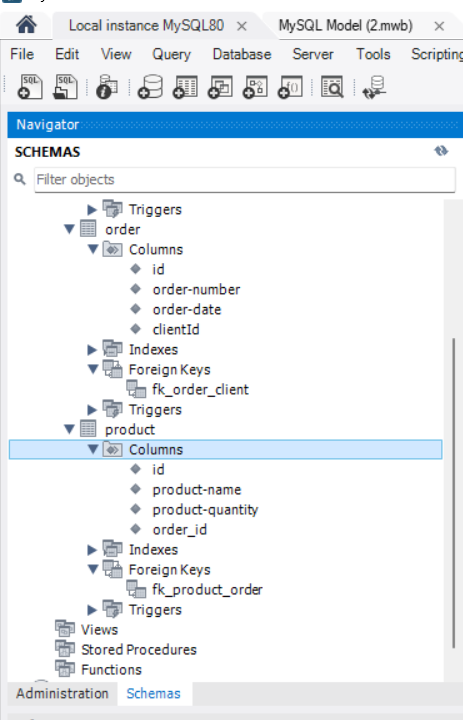 Local instance MySQL80 × MySQL Model (2.mwb) ×
File Edit View Query Database Server Tools Scripting
SQL SQL
Navigator
SCHEMAS
Filter objects
Triggers
order
Columns
id
order-number
order-date
clientId
Indexes
Foreign Keys
fk_order_client
Triggers
product
Columns
id
product-name
product-quantity
order_id
Indexes
Foreign Keys
fk_product_order
Triggers
Views
Stored Procedures
Functions
Administration Schemas